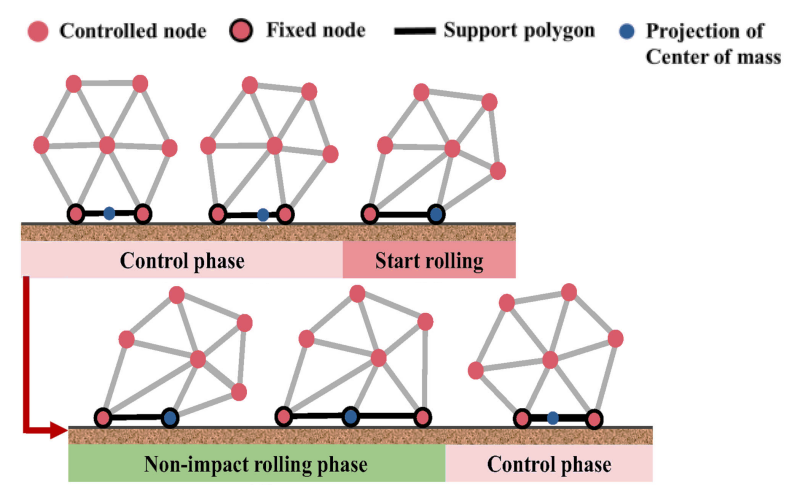 Controlled node
Fixed node
Support polygon
Projection of
Center of mass
Control phase
Start rolling
Non-impact rolling phase
Control phase